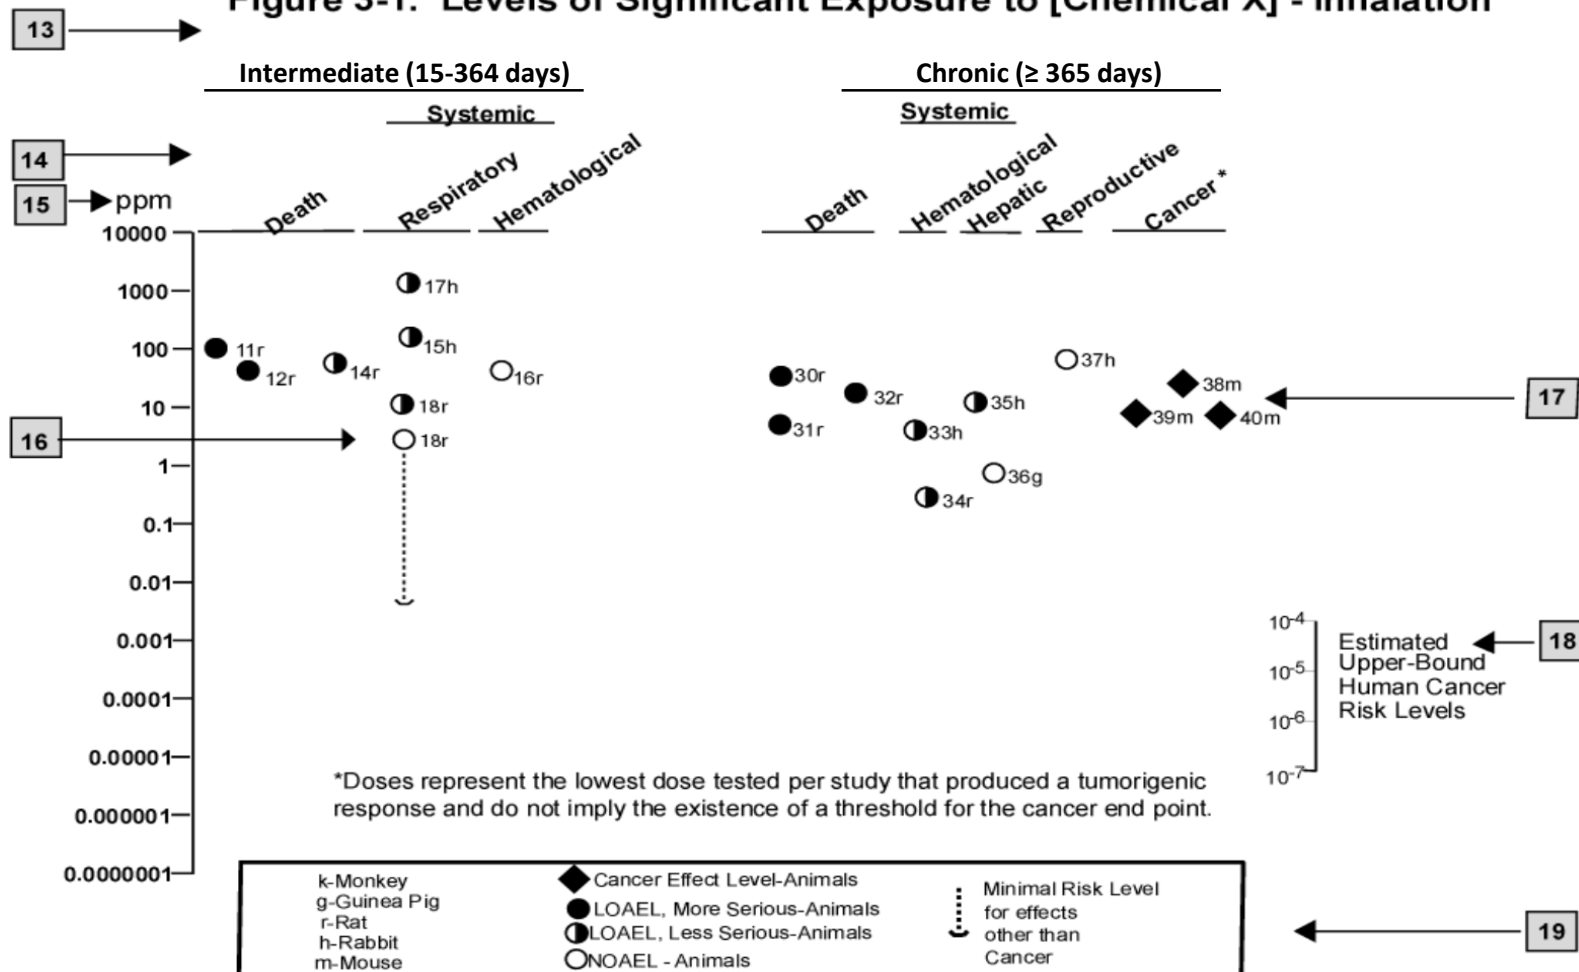 Figure 3-1. Levels of Significant Exposure to [Chemical X] - Inhalation
13
Intermediate (15-364 days)
Chronic (≥ 365 days)
Systemic
Systemic
14
15
ppm
Death
Respiratory
Hematological
Death
Hematological
Hepatic
Reproductive
Cancer *
10000
1000
100
10
1
0.1
0.01
0.001
0.0001
0.00001
0.000001
0.0000001
17h
15h
11r
12r
14r
16r
18r
18r
16
30r
32r
31r
33h
34r
35h
36g
37h
38m
39m
40m
17
10-4
10-5
10-6
10-7
Estimated
Upper-Bound
Human Cancer
Risk Levels
18
*Doses represent the lowest dose tested per study that produced a tumorigenic
response and do not imply the existence of a threshold for the cancer end point.
k-Monkey
g-Guinea Pig
r-Rat
h-Rabbit
m-Mouse
Cancer Effect Level-Animals
LOAEL, More Serious-Animals
LOAEL, Less Serious-Animals
NOAEL - Animals
Minimal Risk Level
for effects
other than
Cancer
19